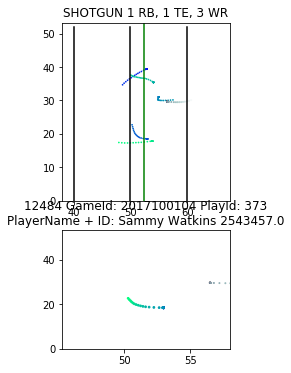 SHOTGUN 1 RB, 1 TE, 3 WR
50
40
30
20
10
0
40 50 60
12484 GameId: 2017100104 PlayId: 373
PlayerName + ID: Sammy Watkins 2543457.0
40
20
0
50 55